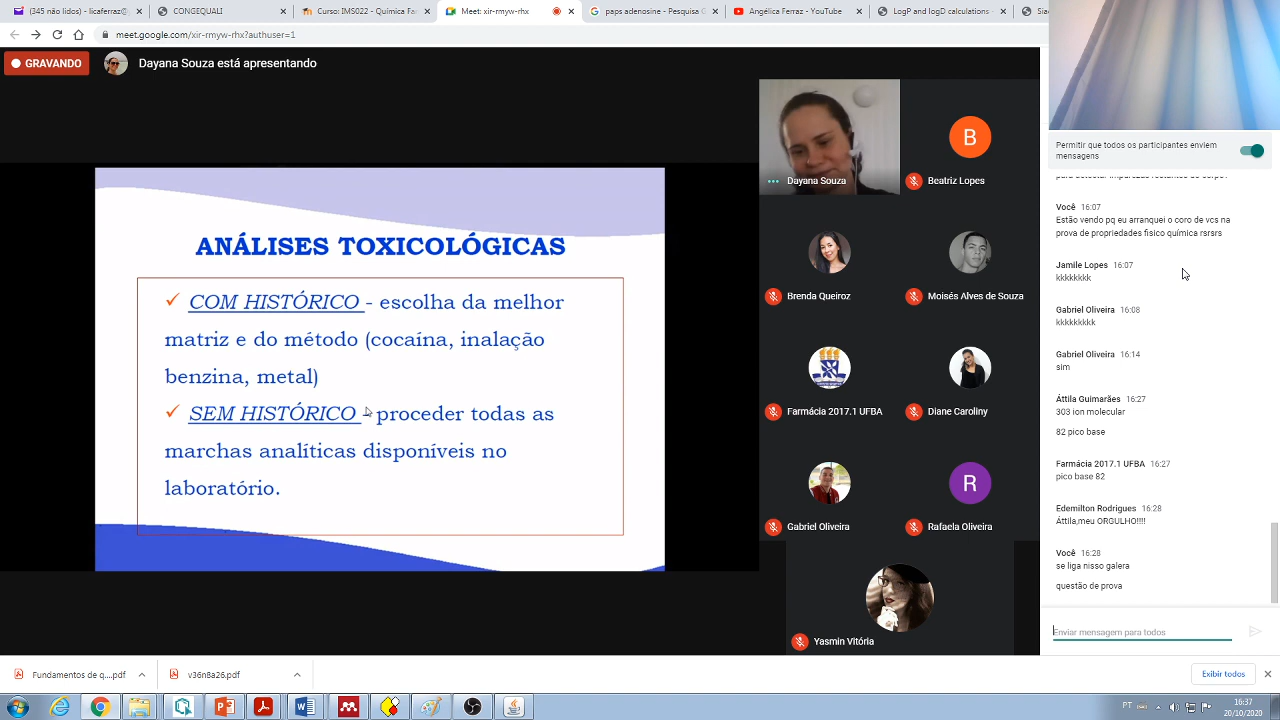 (345 não lidos) - licaferraz@
CONGEQUALI
Curso: IMS022 - Química Fa
Meet: xir-rmyw-rhx
paps adenosine - Pesquisa
Angélica Ferraz - YouTube
LogP and logD calculations
meet.google.com/xir-rmyw-rhx?authuser=1
GRAVANDO
Dayana Souza está apresentando
ANÁLISES TOXICOLÓGICAS
✓ COM HISTÓRICO - escolha da melhor
matriz e do método (cocaína, inalação
benzina, metal)
✓ SEM HISTÓRICO - proceder todas as
marchas analíticas disponíveis no
laboratório.
Dayana Souza
B
Beatriz Lopes
Brenda Queiroz
Moisés Alves de Souza
Farmácia 2017.1 UFBA
Diane Caroliny
Gabriel Oliveira
R
Rafaela Oliveira
Yasmin Vitória
Permitir que todos os participantes enviem
mensagens
Você 16:07
Estão vendo pq eu arranquei o coro de vcs na
prova de propriedades fisico química rsrsrs
Jamile Lopes 16:07
kkkkkkkk
Gabriel Oliveira 16:08
kkkkkkkkk
Gabriel Oliveira 16:14
sim
Áttila Guimarães 16:27
303 ion molecular
82 pico base
Farmácia 2017.1 UFBA 16:27
pico base 82
Edemilton Rodrigues 16:28
Áttila,meu ORGULHO!!!!
Você 16:28
se liga nisso galera
questão de prova
Enviar mensagem para todos
Fundamentos de q....pdf
v36n8a26.pdf
Exibir todos
PT
16:37
20/10/2020